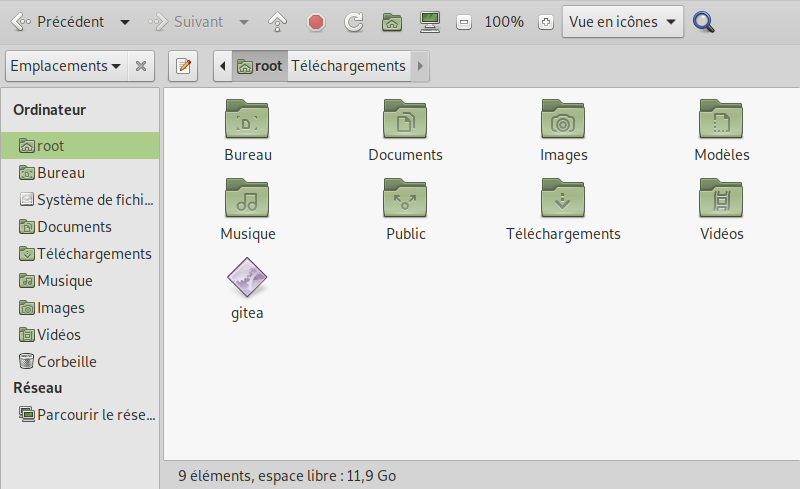 Précédent
Suivant
100%
Vue en icônes
Emplacements
root
Téléchargements
Ordinateur
root
Bureau
Système de fichi...
Documents
Téléchargements
Musique
Images
Vidéos
Corbeille
Réseau
Parcourir le rése...
Bureau
Documents
Images
Modèles
Musique
Public
Téléchargements
Vidéos
gitea
9 éléments, espace libre : 11,9 Go